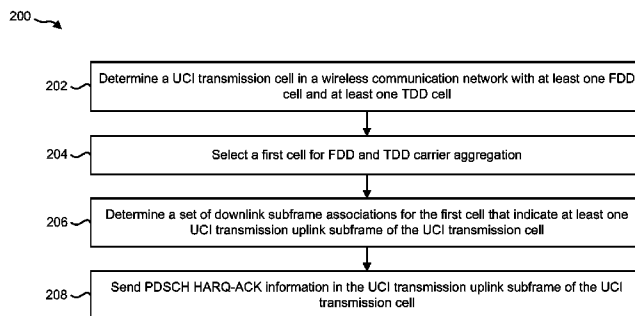 200
202
Determine a UCI transmission cell in a wireless communication network with at least one FDD
cell and at least one TDD cell
204
Select a first cell for FDD and TDD carrier aggregation
206
Determine a set of downlink subframe associations for the first cell that indicate at least one
UCI transmission uplink subframe of the UCI transmission cell
208
Send PDSCH HARQ-ACK information in the UCI transmission uplink subframe of the UCI
transmission cell